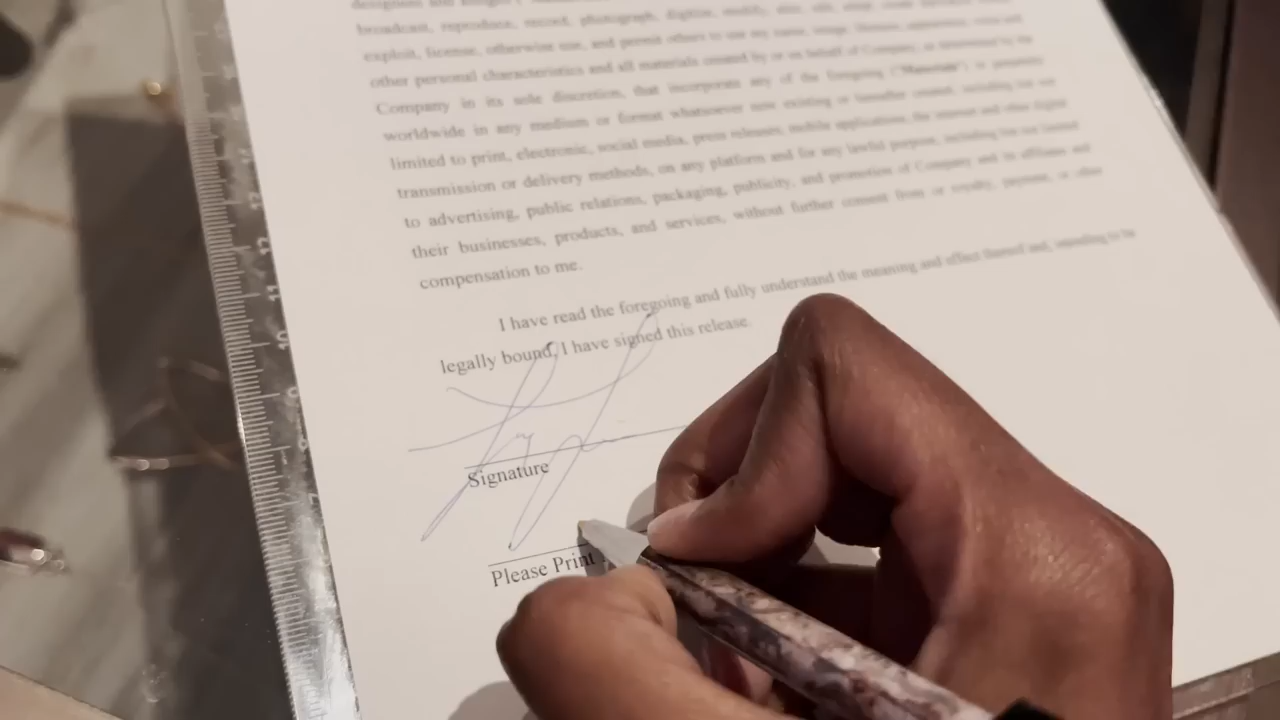 broadcast, reproduce, record, photograph, digitize, modify, alter, edit, adapt, create
exploit, license, otherwise use, and permit others to use my name, image, likeness, appearance, voice and
other personal characteristics and all materials created by or on behalf of Company, as determined by the
Company in its sole discretion, that incorporate any of the foregoing ("Materials") in perpetuity
worldwide in any medium or format whatsoever now existing or hereafter created, including but not
limited to print, electronic, social media, press releases, mobile applications, the internet and other digital
transmission or delivery methods, on any platform and for any lawful purpose, including but not limited
to advertising, public relations, packaging, publicity, and promotion of Company and its affiliates and
their businesses, products, and services, without further consent from or royalty, payment, or other
compensation to me.
I have read the foregoing and fully understand the meaning and effect thereof and, intending to be
legally bound, I have signed this release.
Signature
Please Print
13
12
11
10
9
8
7